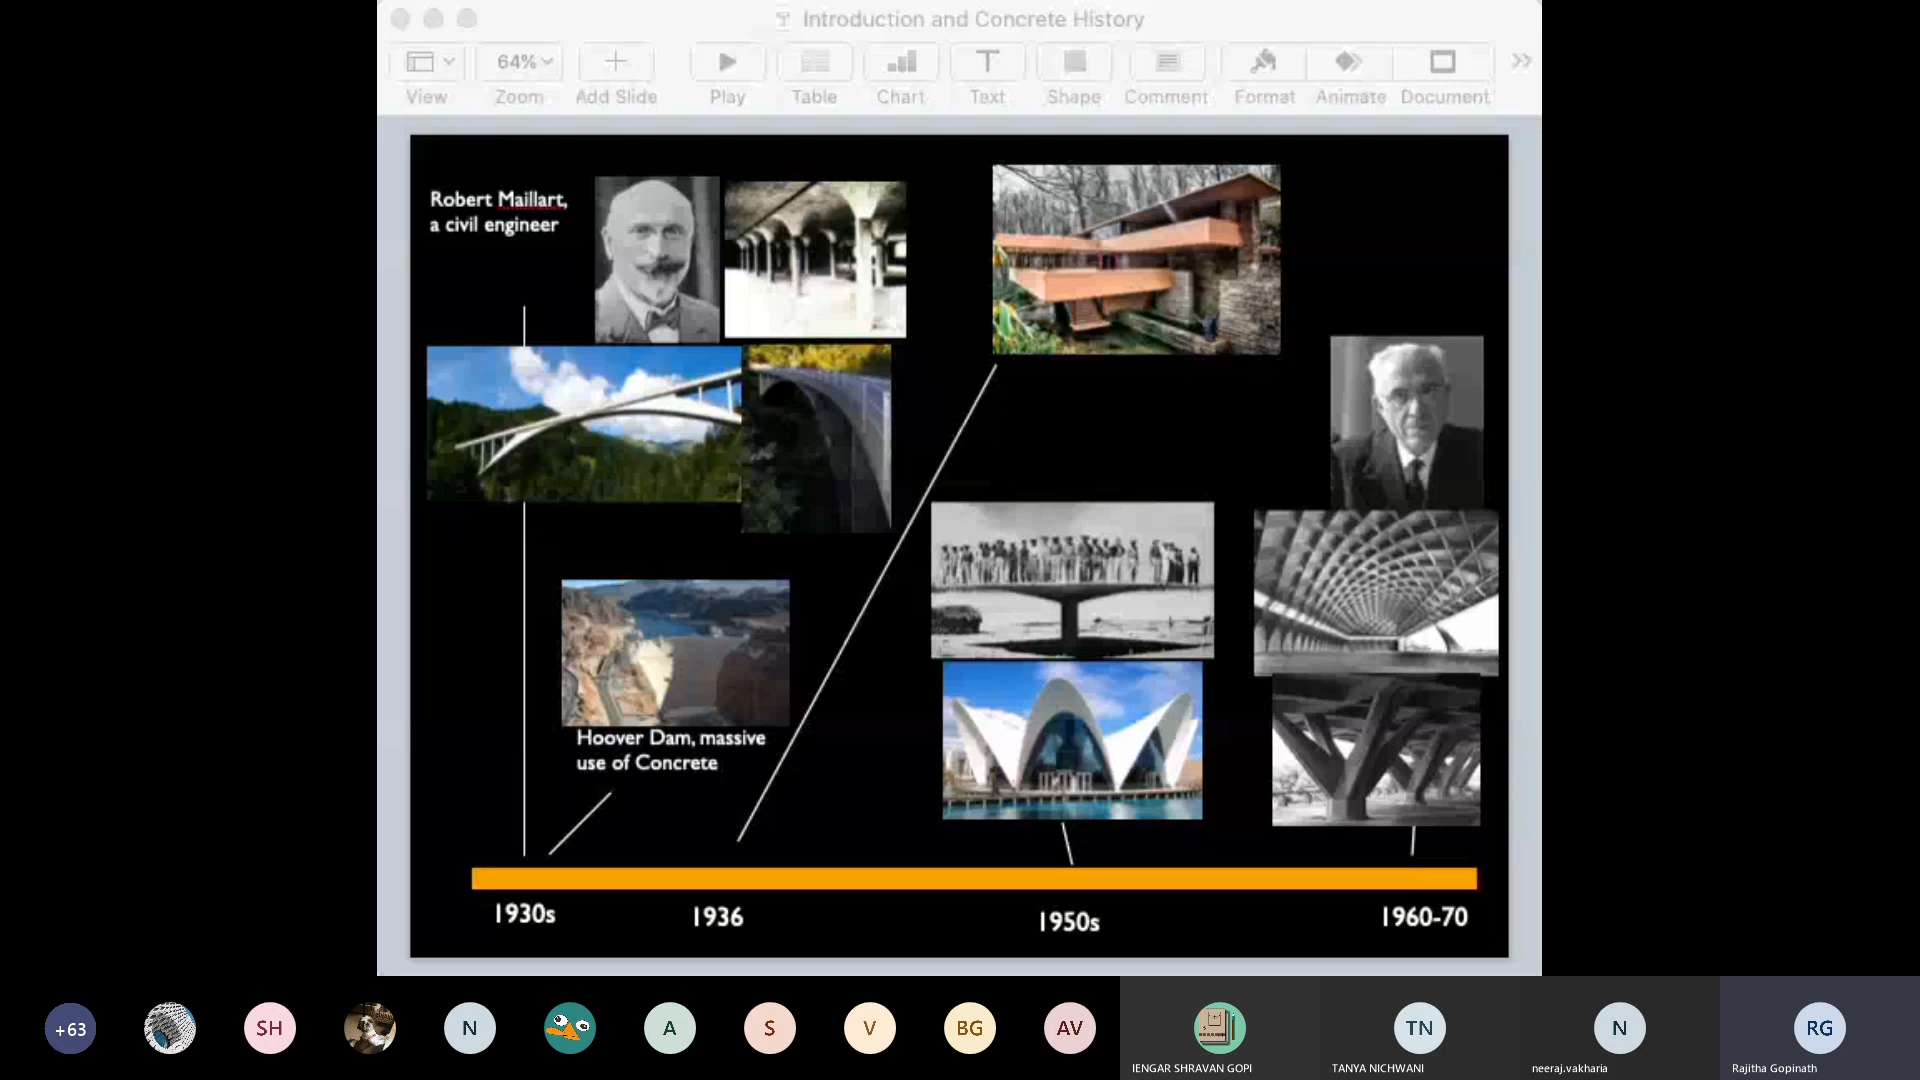 Introduction and Concrete History
64%
View
Zoom
Add Slide
Play
Table
Chart
Text
Shape
Comment
Format
Animate
Document
Robert Maillart,
a civil engineer
Hoover Dam, massive
use of Concrete
1930s
1936
1950s
1960-70
+63
SH
N
A
S
V
BG
AV
TN
N
RG
IENGAR SHRAVAN GOPI
TANYA NICHWANI
neeraj.vakharia
Rajitha Gopinath